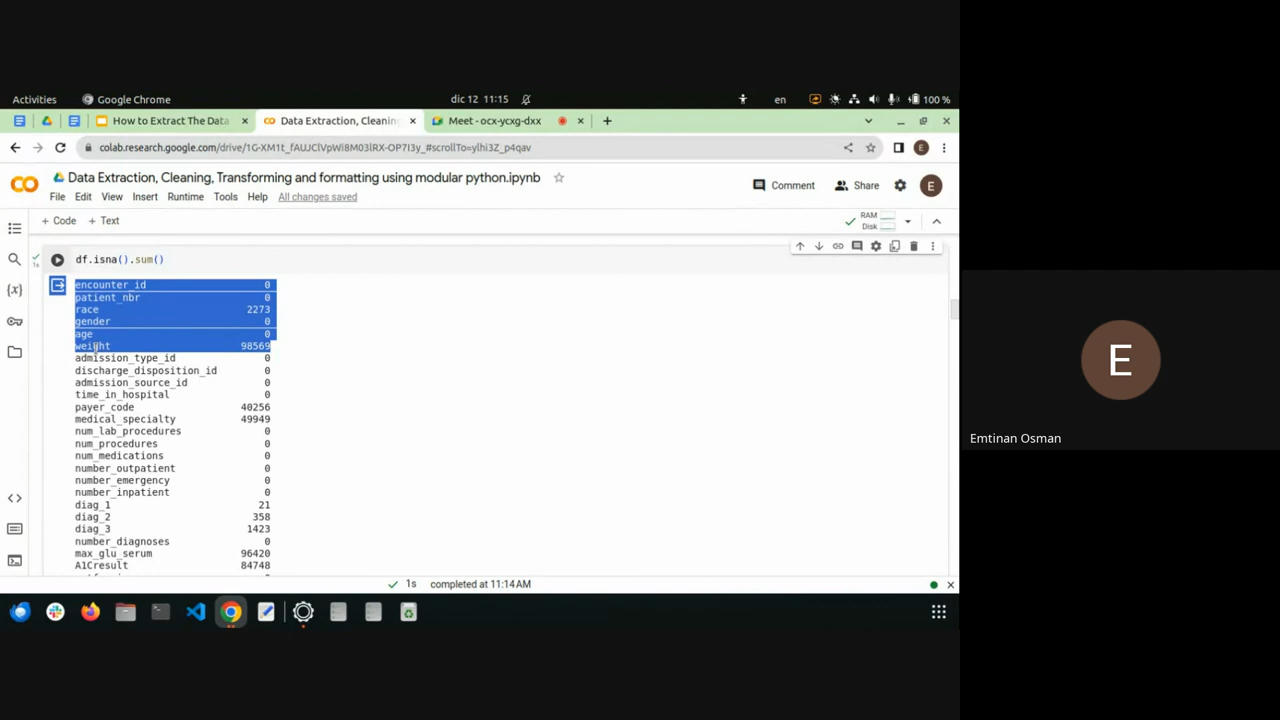 Activities Google Chrome dic 12 11:15 en 100 %
How to Extract The Data × Data Extraction, Cleanin × Meet - ocx-ycxg-dxx × +
colab.research.google.com/drive/1G-XM1t_fAUJClVpWi8M03lRX-OP7I3y_#scrollTo=ylhi3Z_p4qav E
Data Extraction, Cleaning, Transforming and formatting using modular python.ipynb
Comment Share E
File Edit View Insert Runtime Tools Help All changes saved
+ Code + Text RAM
Disk
df.isna().sum()
1s
encounter_id 0
patient_nbr 0
race 2273
gender 0
age 0
weight 98569
admission_type_id 0
discharge_disposition_id 0
admission_source_id 0
time_in_hospital 0
payer_code 40256
medical_specialty 49949
num_lab_procedures 0
num_procedures 0
num_medications 0
number_outpatient 0
number_emergency 0
number_inpatient 0
diag_1 21
diag_2 358
diag_3 1423
number_diagnoses 0
max_glu_serum 96420
A1Cresult 84748
1s completed at 11:14 AM
E
Emtinan Osman